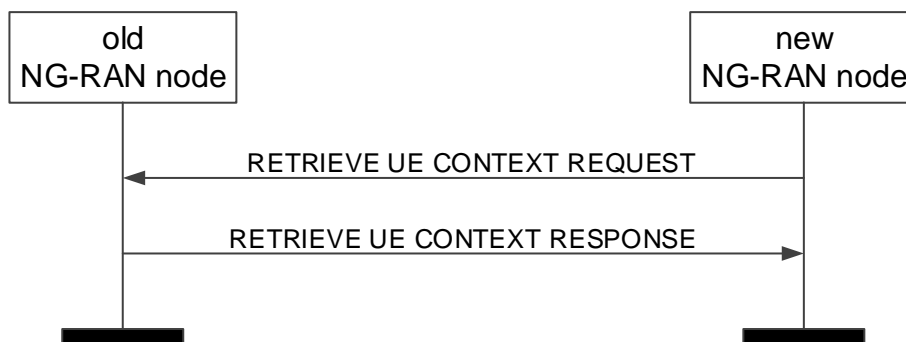 old
NG-RAN node
new
NG-RAN node
RETRIEVE UE CONTEXT REQUEST
RETRIEVE UE CONTEXT RESPONSE